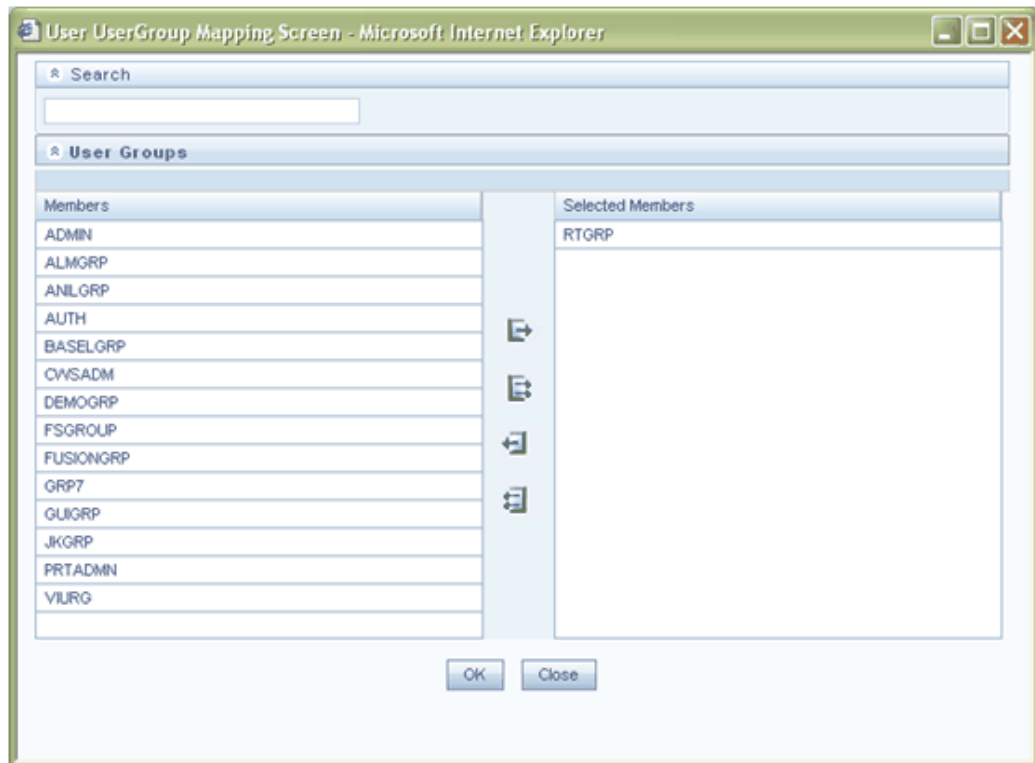 User UserGroup Mapping Screen - Microsoft Internet Explorer
Search
User Groups
Members
Selected Members
ADMIN
RTGRP
ALMGRP
ANILGRP
AUTH
BASELGRP
CWSADM
DEMOGRP
FSGROUP
FUSIONGRP
GRP7
GUIGRP
JKGRP
PRTADMN
VIURG
OK
Close